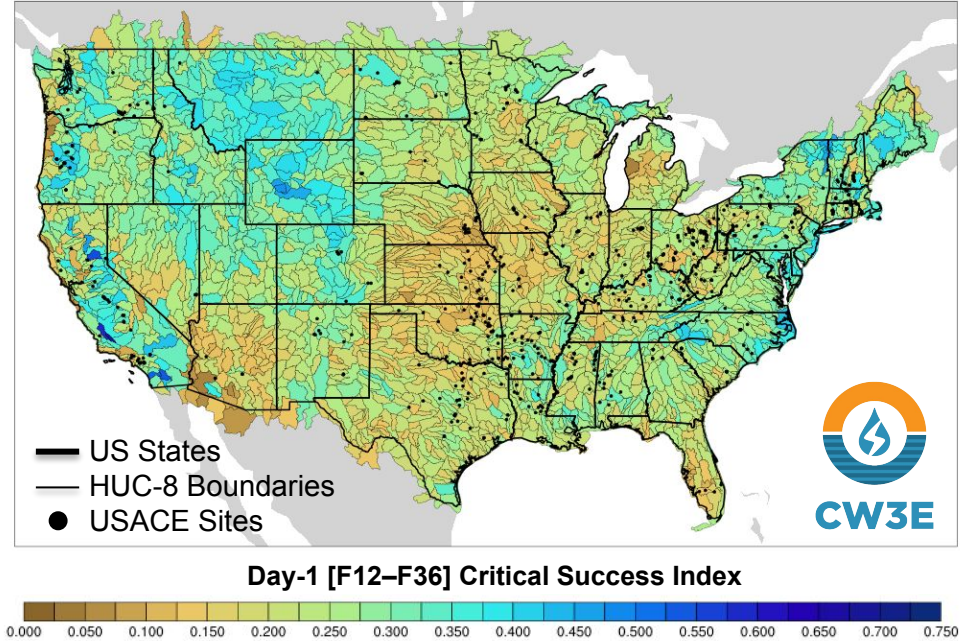 US States
HUC-8 Boundaries
USACE Sites
CW3E
Day-1 [F12–F36] Critical Success Index
0.000 0.050 0.100 0.150 0.200 0.250 0.300 0.350 0.400 0.450 0.500 0.550 0.600 0.650 0.700 0.750